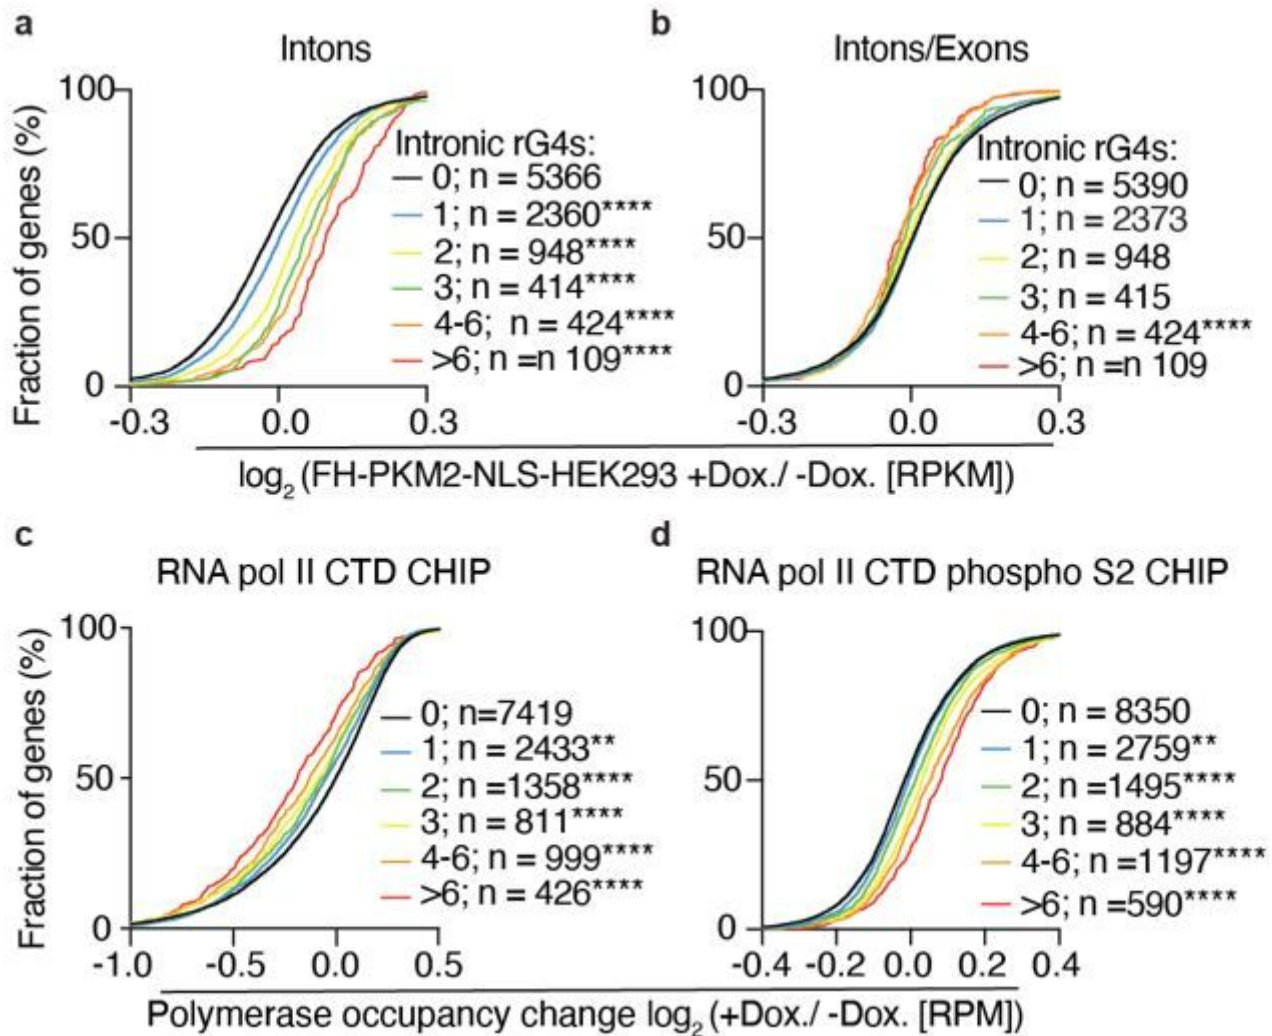 a
Intons
100
50
0
Fraction of genes (%)
Intronic rG4s:
0; n = 5366
1; n = 2360****
2; n = 948****
3; n = 414****
4-6; n = 424****
>6; n =n 109****
-0.3 0.0 0.3
b
Intons/Exons
100
50
0
Intronic rG4s:
0; n = 5390
1; n = 2373
2; n = 948
3; n = 415
4-6; n = 424****
>6; n =n 109
-0.3 0.0 0.3
log2 (FH-PKM2-NLS-HEK293 +Dox./ -Dox. [RPKM])
c
RNA pol II CTD CHIP
100
50
0
Fraction of genes (%)
0; n=7419
1; n = 2433**
2; n =1358****
3; n = 811****
4-6; n = 999****
>6; n = 426****
-1.0 -0.5 0.0 0.5
d
RNA pol II CTD phospho S2 CHIP
100
50
0
0; n = 8350
1; n = 2759**
2; n =1495****
3; n = 884****
4-6; n =1197****
>6; n =590****
-0.4 -0.2 0.0 0.2 0.4
Polymerase occupancy change log2 (+Dox./ -Dox. [RPM])